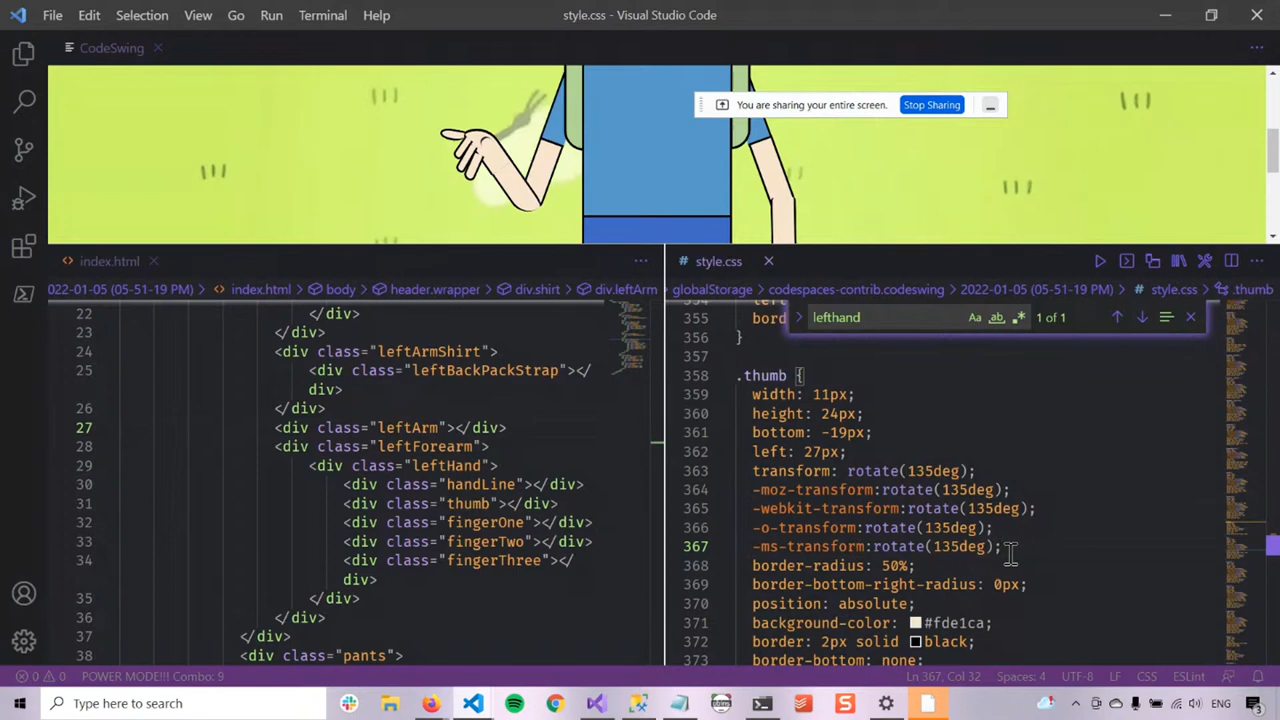 File Edit Selection View Go Run Terminal Help style.css - Visual Studio Code
CodeSwing
You are sharing your entire screen. Stop Sharing
index.html
2022-01-05 (05-51-19 PM) > index.html > body > header.wrapper > div.shirt > div.leftArm
22 </div>
23 </div>
24 <div class="leftArmShirt">
25 <div class="leftBackPackStrap"></
div>
26 </div>
27 <div class="leftArm"></div>
28 <div class="leftForearm">
29 <div class="leftHand">
30 <div class="handLine"></div>
31 <div class="thumb"></div>
32 <div class="fingerOne"></div>
33 <div class="fingerTwo"></div>
34 <div class="fingerThree"></
div>
35 </div>
36 </div>
37 </div>
38 <div class="pants">
style.css
globalStorage > codespaces-contrib.codeswing > 2022-01-05 (05-51-19 PM) > style.css > .thumb
lefthand Aa ab 1 of 1
355 bord
356 }
357
358 .thumb {
359 width: 11px;
360 height: 24px;
361 bottom: -19px;
362 left: 27px;
363 transform: rotate(135deg);
364 -moz-transform:rotate(135deg);
365 -webkit-transform:rotate(135deg);
366 -o-transform:rotate(135deg);
367 -ms-transform:rotate(135deg);
368 border-radius: 50%;
369 border-bottom-right-radius: 0px;
370 position: absolute;
371 background-color: #fde1ca;
372 border: 2px solid black;
373 border-bottom: none;
0 0 POWER MODE!!! Combo: 9 Ln 367, Col 32 Spaces: 4 UTF-8 LF CSS ESLint
Type here to search ENG 3